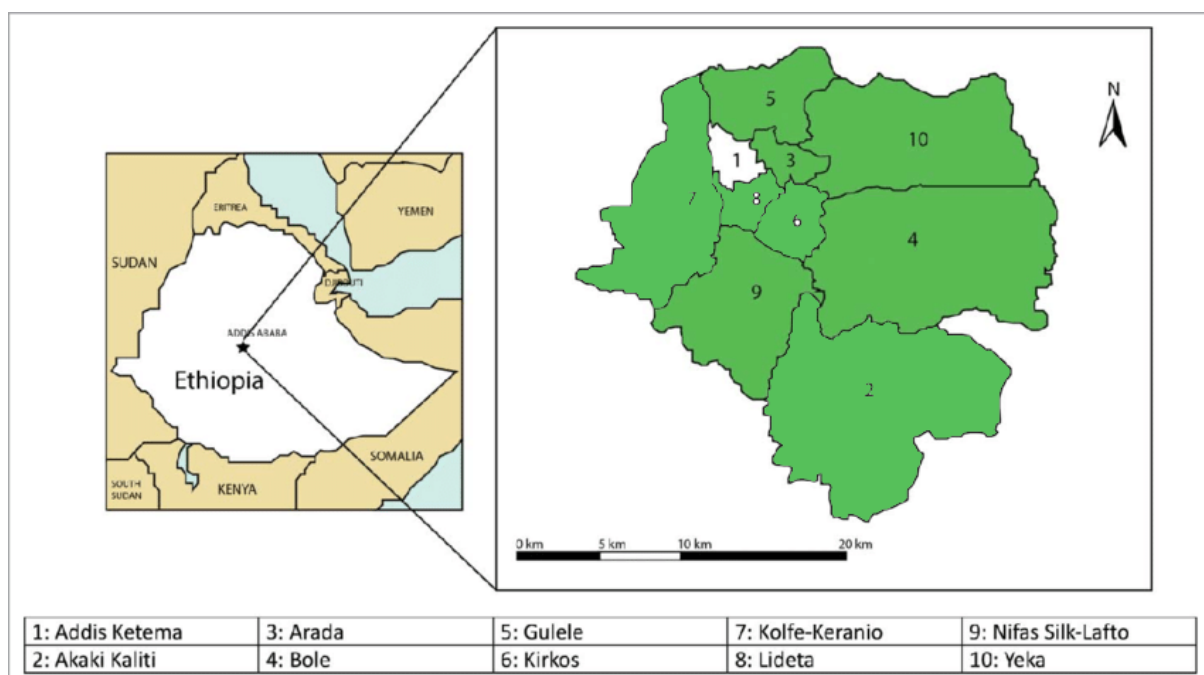 ERITREA
YEMEN
SUDAN
DJIBOUTI
ADDIS ABABA
Ethiopia
SOMALIA
SOUTH
SUDAN
KENYA
N
5
10
1
3
7
8
6
4
9
2
0 km
5 km
10 km
20 km
1: Addis Ketema 3: Arada 5: Gulele 7: Kolfe-Keranio 9: Nifas Silk-Lafto
2: Akaki Kaliti 4: Bole 6: Kirkos 8: Lideta 10: Yeka